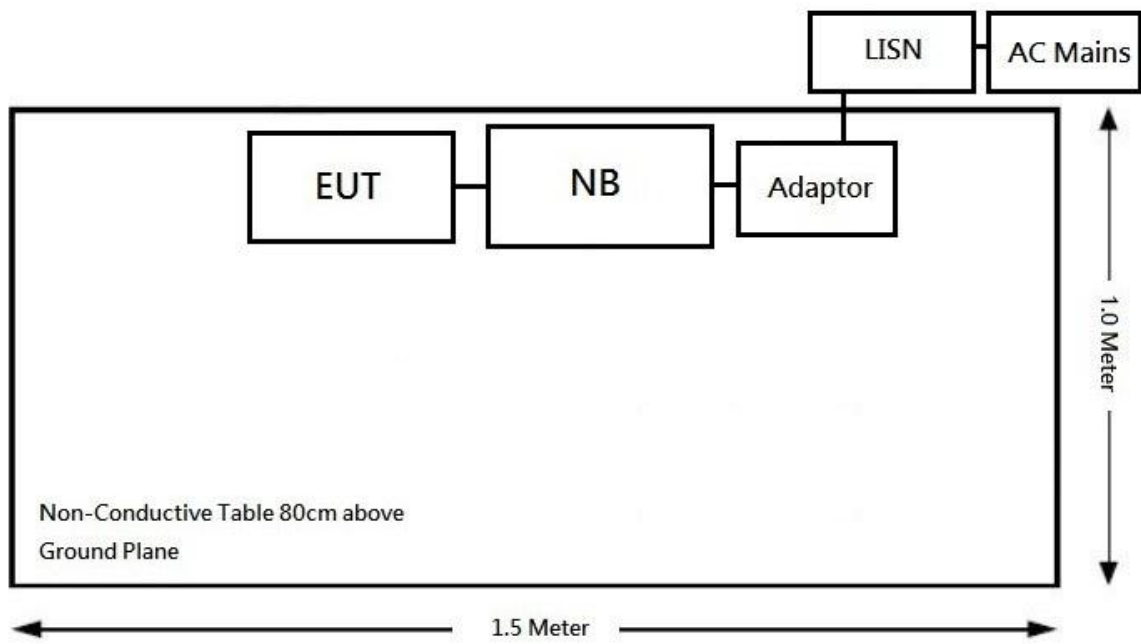 LISN
AC Mains
EUT
NB
Adaptor
1.0 Meter
Non-Conductive Table 80cm above
Ground Plane
1.5 Meter